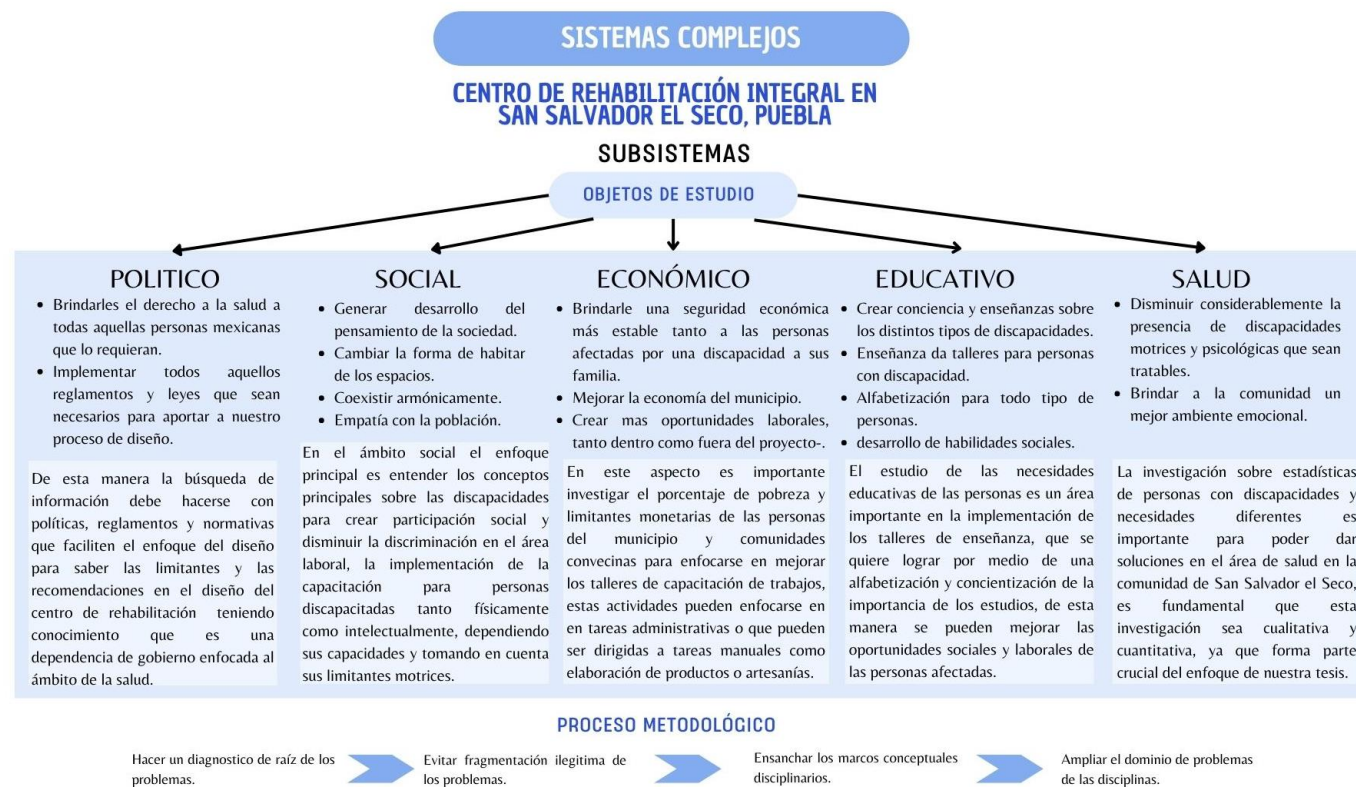 SISTEMAS COMPLEJOS
CENTRO DE REHABILITACIÓN INTEGRAL EN
SAN SALVADOR EL SECO, PUEBLA
SUBSISTEMAS
OBJETOS DE ESTUDIO
POLITICO
• Brindarles el derecho a la salud a
todas aquellas personas mexicanas
que lo requieran.
• Implementar todos aquellos
reglamentos y leyes que sean
necesarios para aportar a nuestro
proceso de diseño.
De esta manera la búsqueda de
información debe hacerse con
políticas, reglamentos y normativas
que faciliten el enfoque del diseño
para saber las limitantes y las
recomendaciones en el diseño del
centro de rehabilitación teniendo
conocimiento que es una
dependencia de gobierno enfocada al
ámbito de la salud.
SOCIAL
• Generar desarrollo del
pensamiento de la sociedad.
• Cambiar la forma de habitar
de los espacios.
• Coexistir armónicamente.
• Empatía con la población.
En el ámbito social el enfoque
principal es entender los conceptos
principales sobre las discapacidades
para crear participación social y
disminuir la discriminación en el área
laboral, la implementación de la
capacitación para personas
discapacitadas tanto físicamente
como intelectualmente, dependiendo
sus capacidades y tomando en cuenta
sus limitantes motrices.
ECONÓMICO
• Brindarle una seguridad económica
más estable tanto a las personas
afectadas por una discapacidad a sus
familia.
• Mejorar la economía del municipio.
• Crear mas oportunidades laborales,
tanto dentro como fuera del proyecto-.
En este aspecto es importante
investigar el porcentaje de pobreza y
limitantes monetarias de las personas
del municipio y comunidades
convecinas para enfocarse en mejorar
los talleres de capacitación de trabajos,
estas actividades pueden enfocarse en
en tareas administrativas o que pueden
ser dirigidas a tareas manuales como
elaboración de productos o artesanías.
EDUCATIVO
• Crear conciencia y enseñanzas sobre
los distintos tipos de discapacidades.
• Enseñanza da talleres para personas
con discapacidad.
• Alfabetización para todo tipo de
personas.
• desarrollo de habilidades sociales.
El estudio de las necesidades
educativas de las personas es un área
importante en la implementación de
los talleres de enseñanza, que se
quiere lograr por medio de una
alfabetización y concientización de la
importancia de los estudios, de esta
manera se pueden mejorar las
oportunidades sociales y laborales de
las personas afectadas.
SALUD
• Disminuir considerablemente la
presencia de discapacidades
motrices y psicológicas que sean
tratables.
• Brindar a la comunidad un
mejor ambiente emocional.
La investigación sobre estadísticas
de personas con discapacidades y
necesidades diferentes es
importante para poder dar
soluciones en el área de salud en la
comunidad de San Salvador el Seco,
es fundamental que esta
investigación sea cualitativa y
cuantitativa, ya que forma parte
crucial del enfoque de nuestra tesis.
PROCESO METODOLÓGICO
Hacer un diagnostico de raíz de los
problemas.
Evitar fragmentación ilegitima de
los problemas.
Ensanchar los marcos conceptuales
disciplinarios.
Ampliar el dominio de problemas
de las disciplinas.